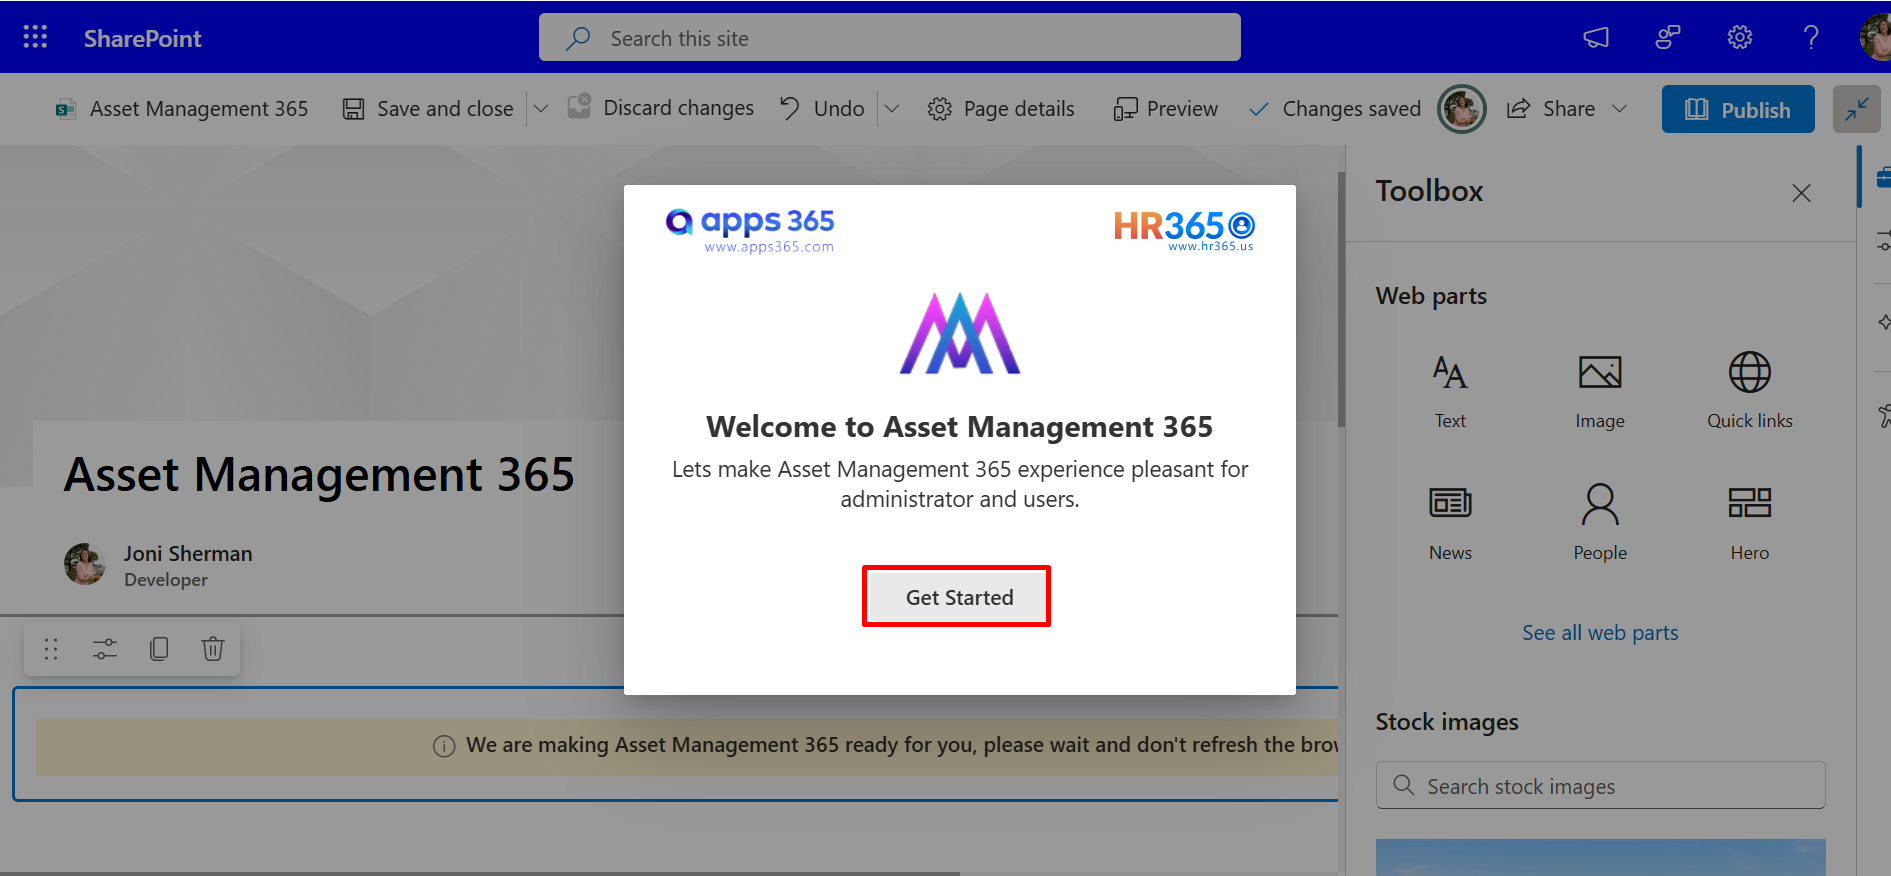 SharePoint
Search this site
Asset Management 365
Save and close
Discard changes
Undo
Page details
Preview
Changes saved
Share
Publish
apps 365
www.apps365.com
HR365
www.hr365.us
Welcome to Asset Management 365
Lets make Asset Management 365 experience pleasant for
administrator and users.
Get Started
Asset Management 365
Joni Sherman
Developer
We are making Asset Management 365 ready for you, please wait and don't refresh the
Toolbox
Web parts
Text
Image
Quick links
News
People
Hero
See all web parts
Stock images
Search stock images